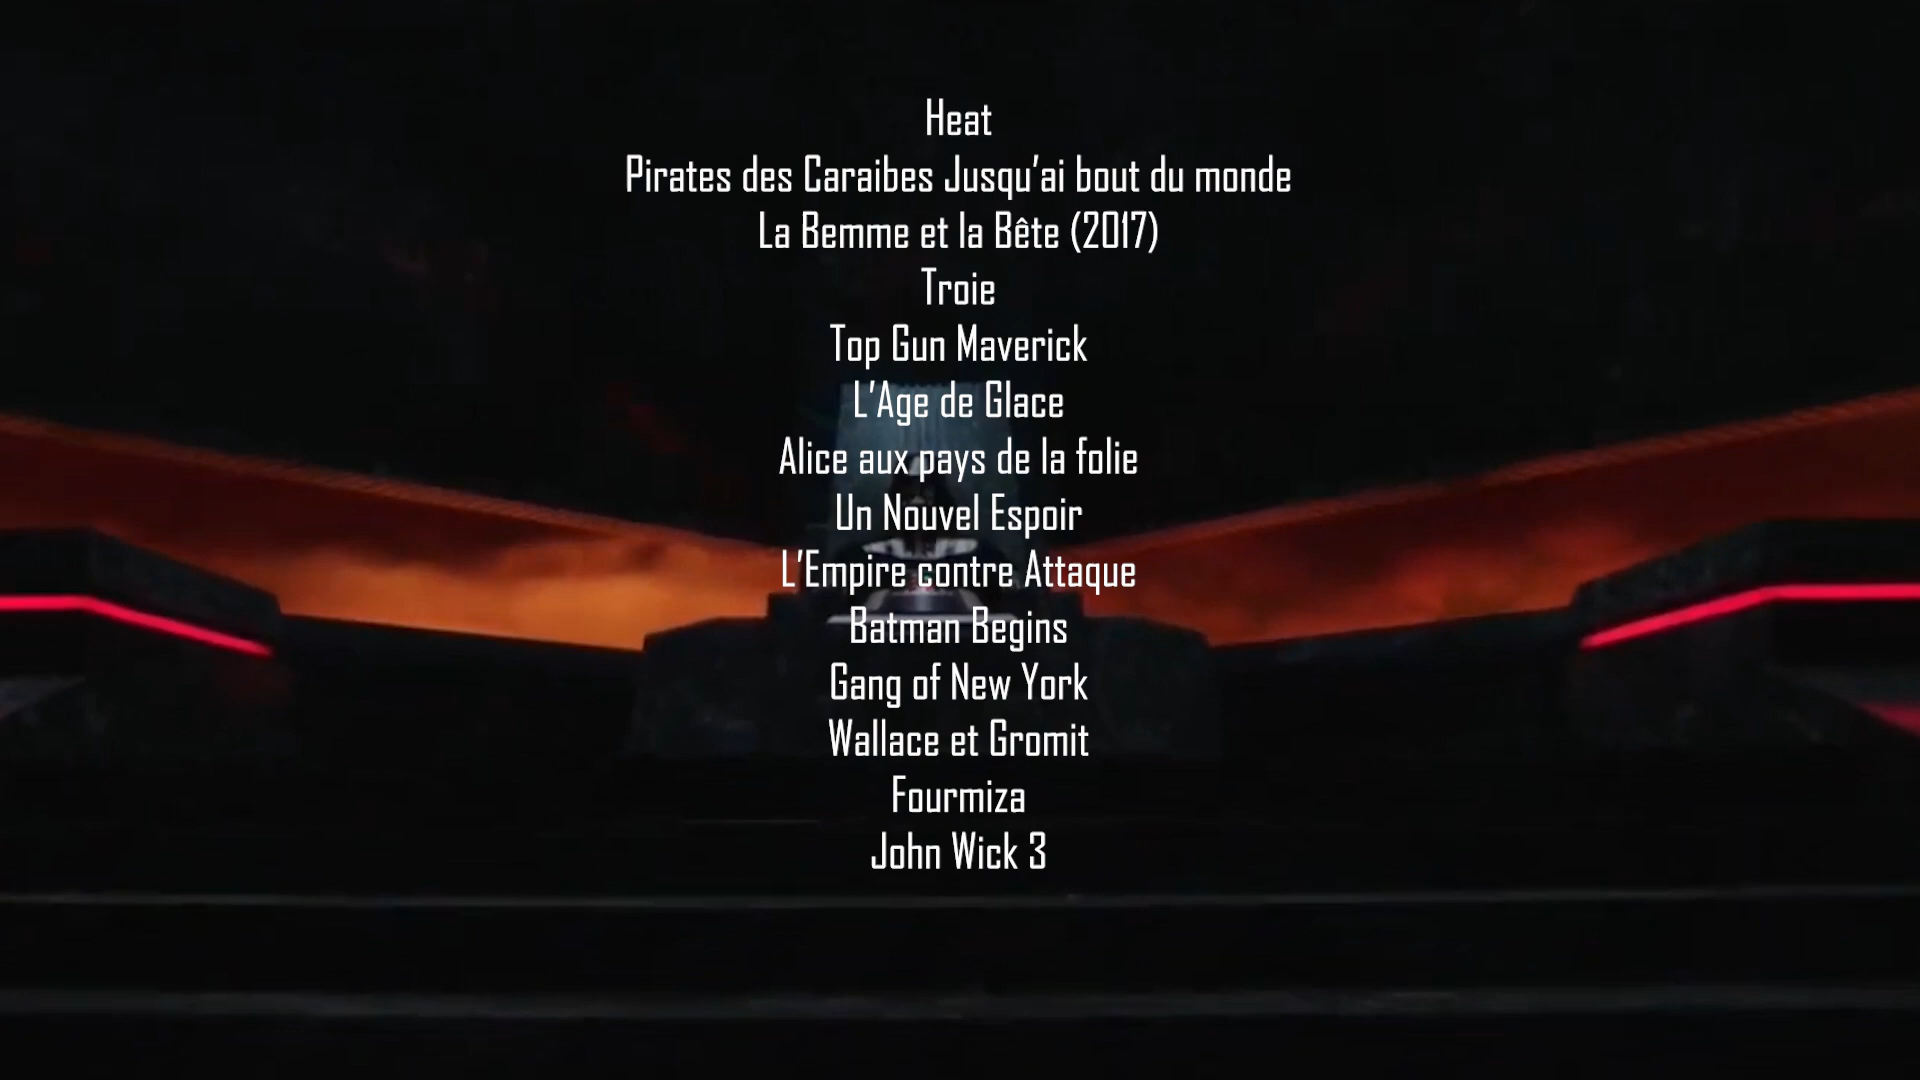 Heat
Pirates des Caraibes Jusqu'ai bout du monde
La Bemme et la Bête (2017)
Troie
Top Gun Maverick
L'Age de Glace
Alice aux pays de la folie
Un Nouvel Espoir
L'Empire contre Attaque
Batman Begins
Gang of New York
Wallace et Gromit
Fourmiza
John Wick 3